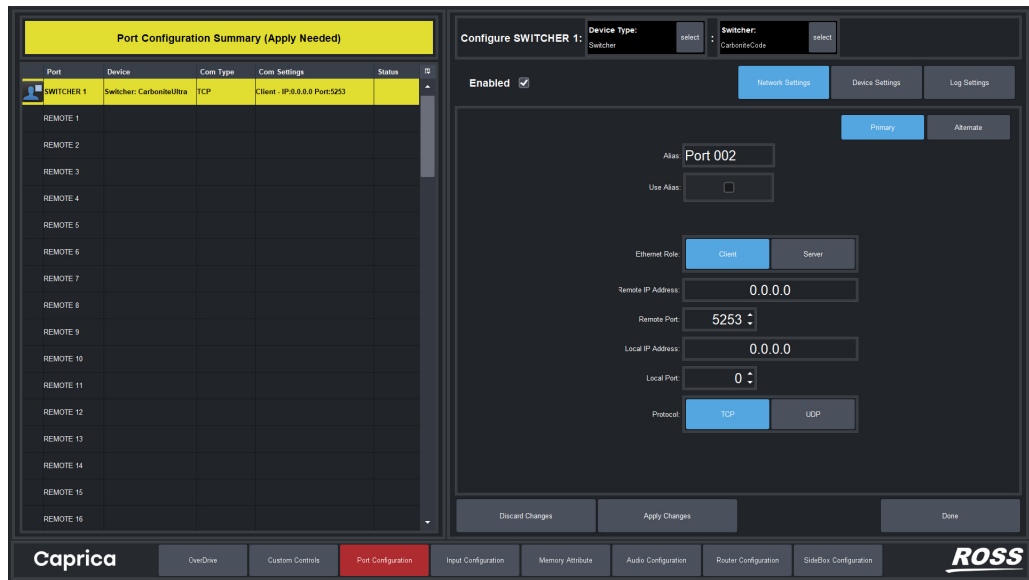 Port Configuration Summary (Apply Needed)
Port Device Com Type Com Settings Status
SWITCHER 1 Switcher: CarboniteUltra TCP Client - IP:0.0.0.0 Port:5253
REMOTE 1
REMOTE 2
REMOTE 3
REMOTE 4
REMOTE 5
REMOTE 6
REMOTE 7
REMOTE 8
REMOTE 9
REMOTE 10
REMOTE 11
REMOTE 12
REMOTE 13
REMOTE 14
REMOTE 15
REMOTE 16
Configure SWITCHER 1: Device Type: Switcher select : Switcher: CarboniteCode select
Enabled Network Settings Device Settings Log Settings
Primary Alternate
Alias: Port 002
Use Alias:
Ethernet Role: Client Server
Remote IP Address: 0.0.0.0
Remote Port: 5253
Local IP Address: 0.0.0.0
Local Port: 0
Protocol: TCP UDP
Discard Changes Apply Changes Done
Caprica OverDrive Custom Controls Port Configuration Input Configuration Memory Attribute Audio Configuration Router Configuration SideBox Configuration ROSS